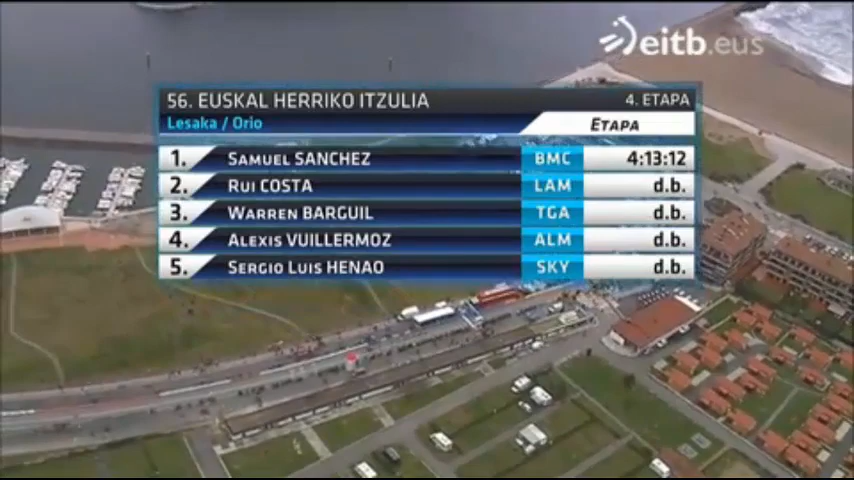 eitb.eus
56. EUSKAL HERRIKO ITZULIA 4. ETAPA
Lesaka / Orio ETAPA
1. SAMUEL SANCHEZ BMC 4:13:12
2. RUI COSTA LAM d.b.
3. WARREN BARGUIL TGA d.b.
4. ALEXIS VUILLERMOZ ALM d.b.
5. SERGIO LUIS HENAO SKY d.b.